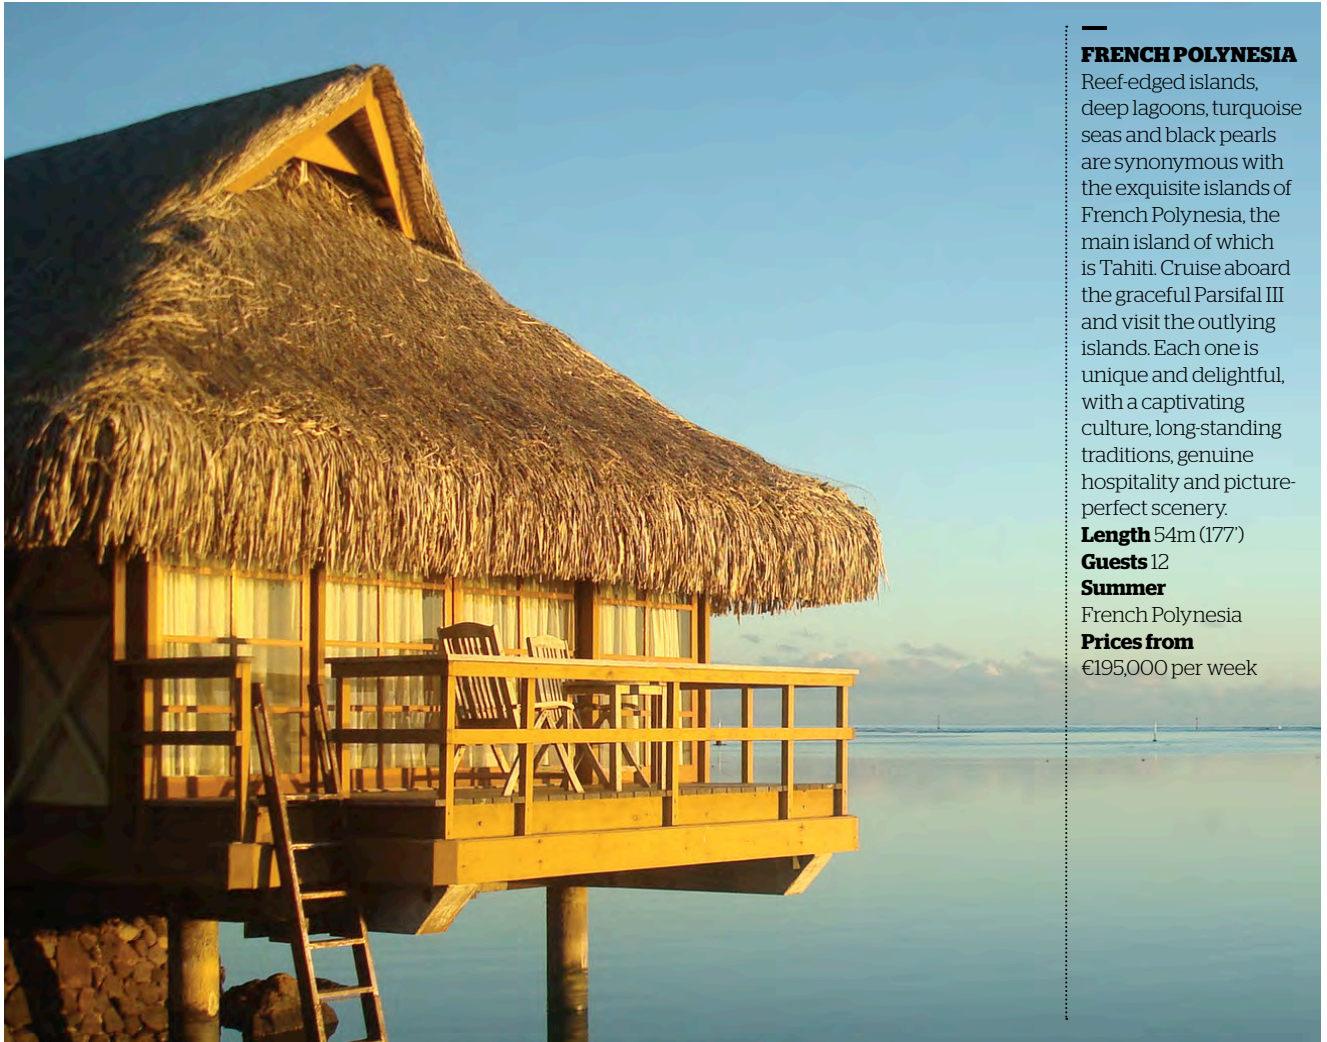 FRENCH POLYNESIA
Reef-edged islands,
deep lagoons, turquoise
seas and black pearls
are synonymous with
the exquisite islands of
French Polynesia, the
main island of which
is Tahiti. Cruise aboard
the graceful Parsifal III
and visit the outlying
islands. Each one is
unique and delightful,
with a captivating
culture, long-standing
traditions, genuine
hospitality and picture-
perfect scenery.
Length 54m (177')
Guests 12
Summer
French Polynesia
Prices from
€195,000 per week